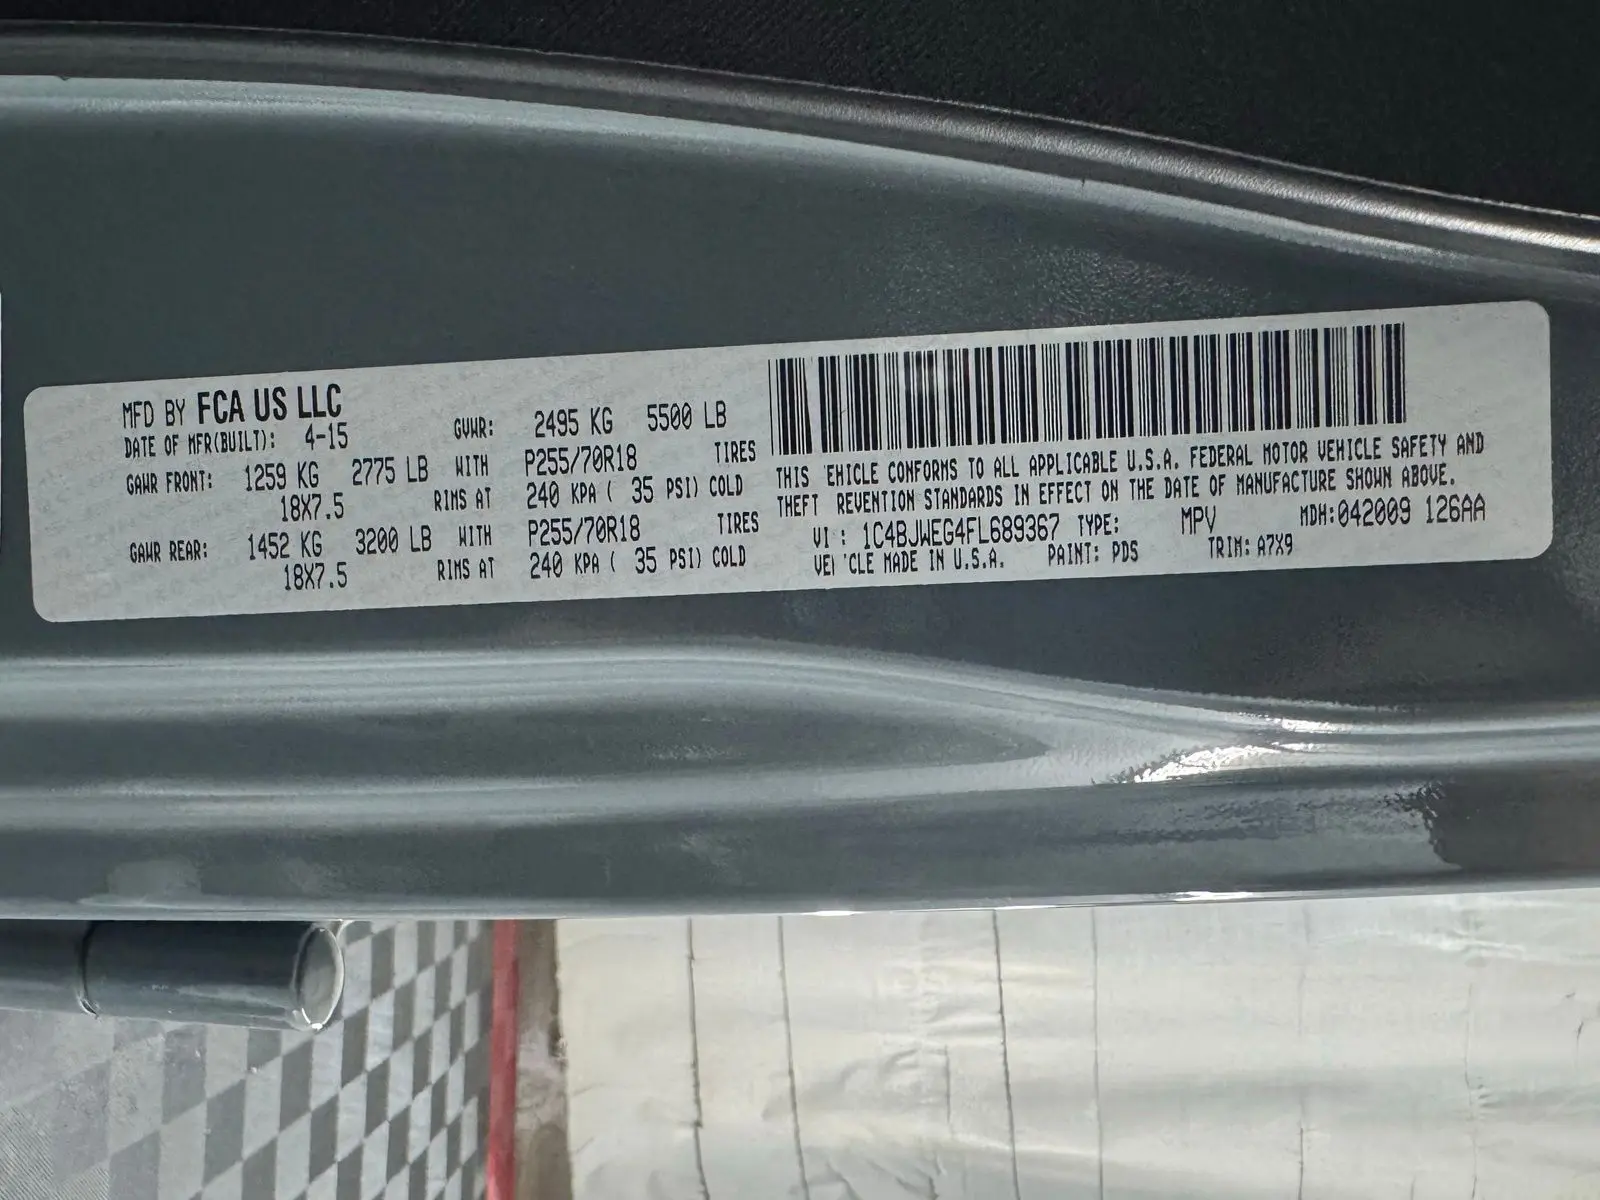 MFD BY FCA US LLC
DATE OF MFR(BUILT): 4-15 GVWR: 2495 KG 5500 LB
GAWR FRONT: 1259 KG 2775 LB WITH P255/70R18 TIRES
18X7.5 RIMS AT 240 KPA ( 35 PSI) COLD
GAWR REAR: 1452 KG 3200 LB WITH P255/70R18 TIRES
18X7.5 RIMS AT 240 KPA ( 35 PSI) COLD
THIS EHICLE CONFORMS TO ALL APPLICABLE U.S.A. FEDERAL MOTOR VEHICLE SAFETY AND
THEFT REVENTION STANDARDS IN EFFECT ON THE DATE OF MANUFACTURE SHOWN ABOVE.
VI : 1C4BJWEG4FL689367 TYPE: MPV MDH:042009 126AA
VEI CLE MADE IN U.S.A. PAINT: PDS TRIM: A7X9